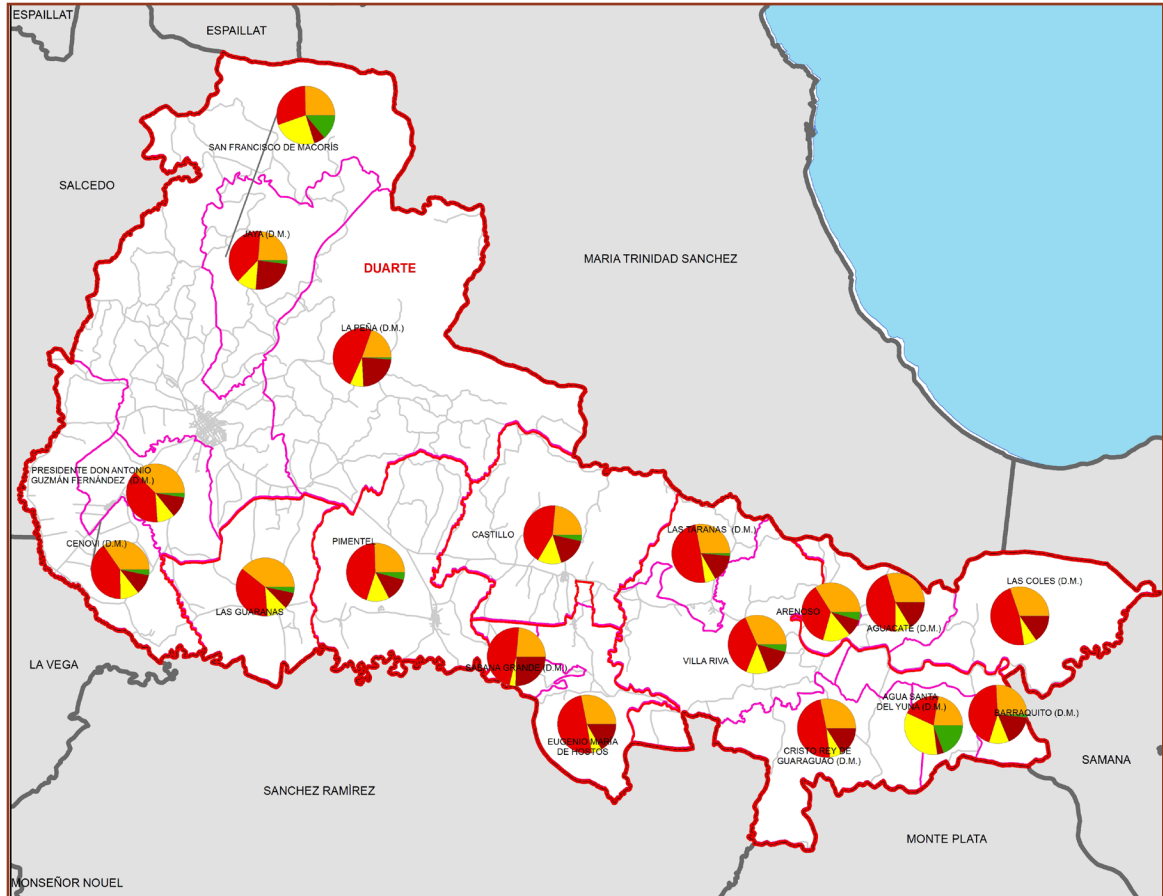 ESPAILLAT
ESPAILLAT
SAN FRANCISCO DE MACORÍS
SALCEDO
JAYA (D.M.)
MARIA TRINIDAD SANCHEZ
DUARTE
LA PEÑA (D.M.)
PRESIDENTE DON ANTONIO
GUZMÁN FERNÁNDEZ (D.M.)
CENOVÍ (D.M.)
PIMENTEL
CASTILLO
LAS TARANAS (D.M.)
LAS GUARANAS
ARENOSO
AGUACATE (D.M.)
LAS COLES (D.M.)
LA VEGA
SABANA GRANDE (D.M.)
VILLA RIVA
AGUA SANTA
DEL YUNA (D.M.)
BARRAQUITO (D.M.)
EUGENIO MARIA
DE HOSTOS
CRISTO REY DE
GUARAGUAO (D.M.)
SAMANA
SANCHEZ RAMÍREZ
MONTE PLATA
MONSEÑOR NOUEL